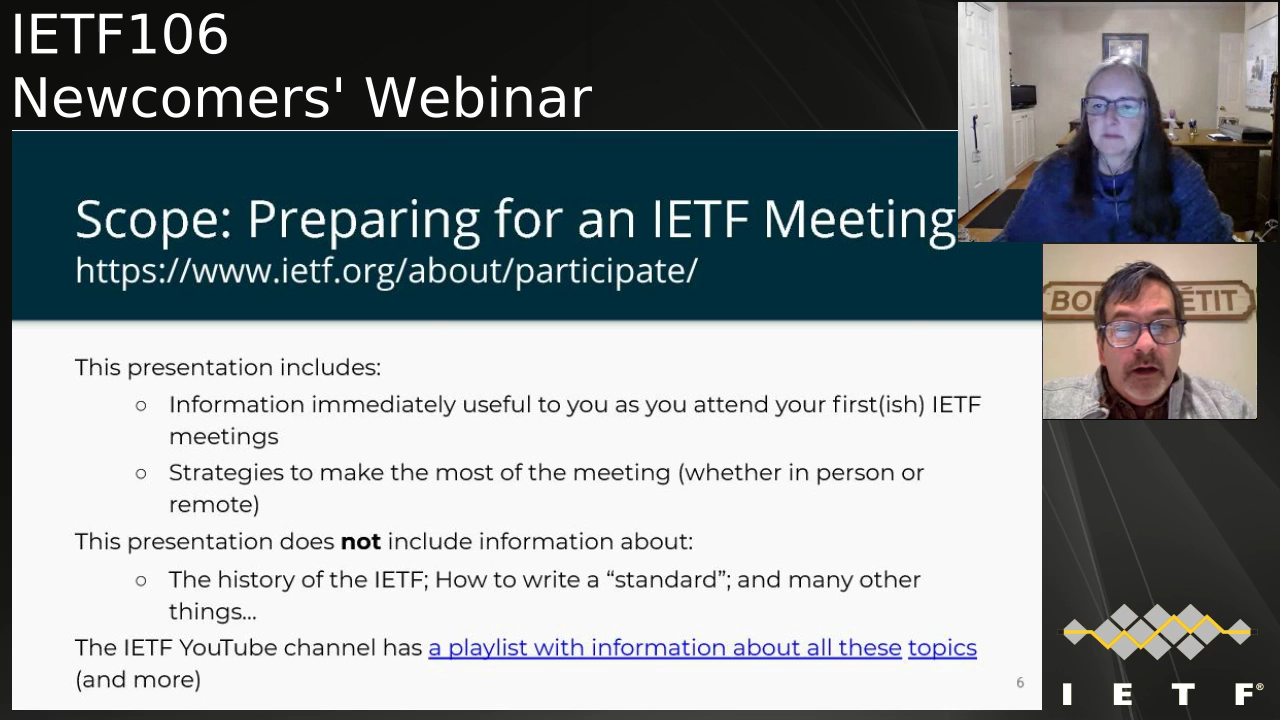 IETF106
Newcomers' Webinar
Scope: Preparing for an IETF Meeting
https://www.ietf.org/about/participate/
This presentation includes:
○ Information immediately useful to you as you attend your first(ish) IETF
meetings
○ Strategies to make the most of the meeting (whether in person or
remote)
This presentation does not include information about:
○ The history of the IETF; How to write a “standard”; and many other
things...
The IETF YouTube channel has a playlist with information about all these topics
(and more)
6
I E T F®